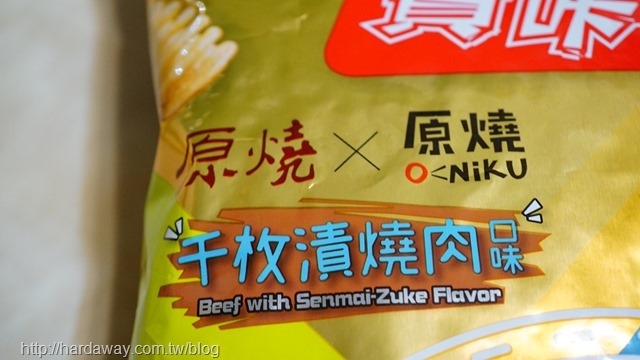 原燒 × 原燒
O<NiKU
千枚漬燒肉口味
Beef with Senmai-Zuke Flavor
http://hardaway.com.tw/blog